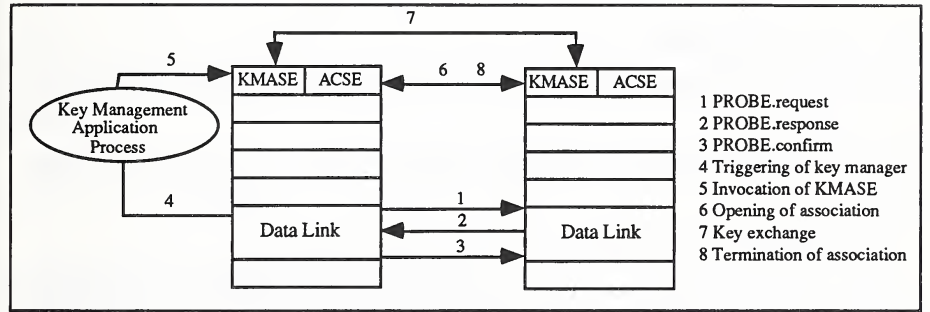 7
5
KMASE ACSE
6 8
KMASE ACSE
Key Management
Application
Process
1 PROBE.request
2 PROBE.response
3 PROBE.confirm
4 Triggering of key manager
5 Invocation of KMASE
6 Opening of association
7 Key exchange
8 Termination of association
4
1
Data Link
2
Data Link
3